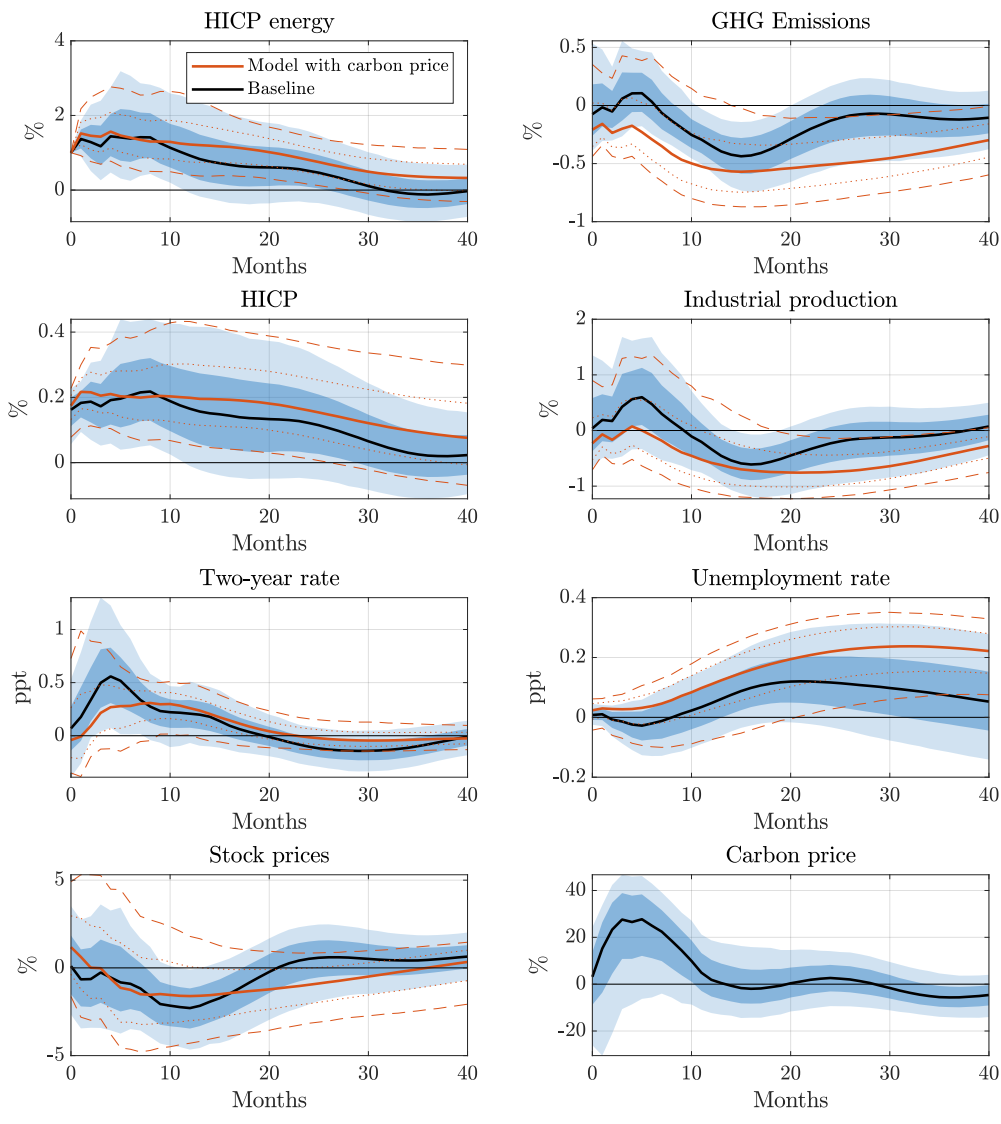 HICP energy
4
2
0
%
Model with carbon price
Baseline
0 10 20 30 40
Months
GHG Emissions
0.5
0
-0.5
-1
%
0 10 20 30 40
Months
HICP
0.4
0.2
0
%
0 10 20 30 40
Months
Industrial production
2
1
0
-1
%
0 10 20 30 40
Months
Two-year rate
1
0.5
0
ppt
0 10 20 30 40
Months
Unemployment rate
0.4
0.2
0
-0.2
ppt
0 10 20 30 40
Months
Stock prices
5
0
-5
%
0 10 20 30 40
Months
Carbon price
40
20
0
-20
%
0 10 20 30 40
Months